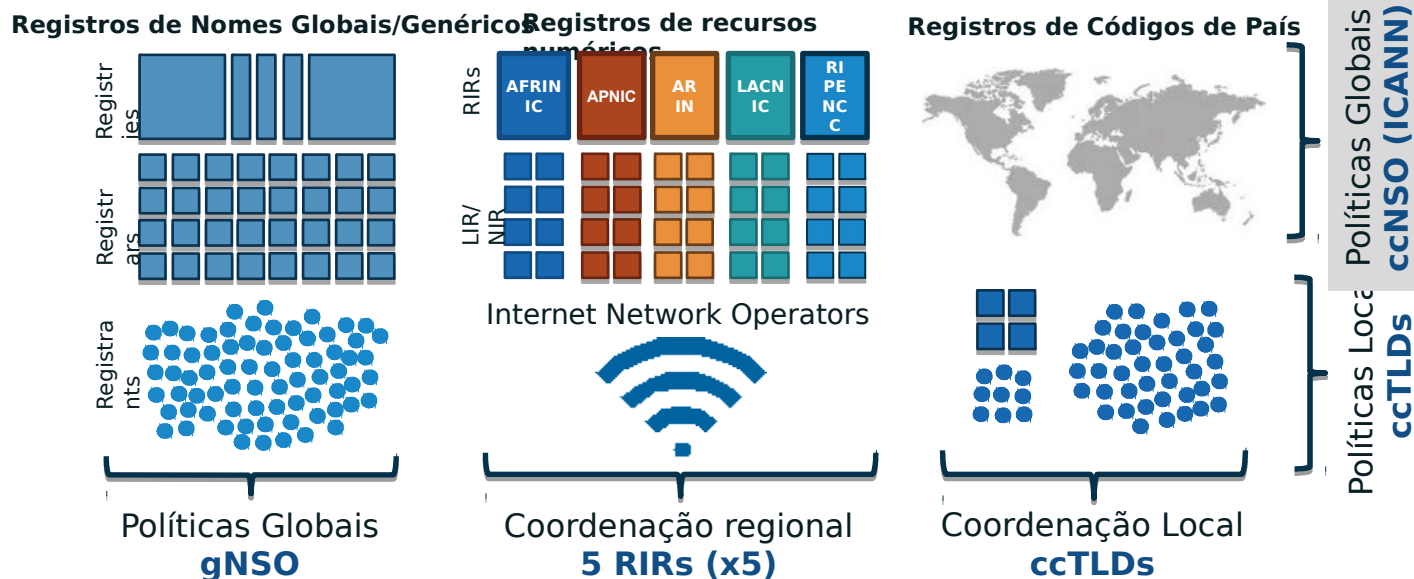 Registros de Nomes Globais/Genéricos
Registr
ies
Registr
ars
Registra
nts
Políticas Globais
gNSO
Registros de recursos
numéricos
RIRs
AFRIN
IC
APNIC
AR
IN
LACN
IC
RI
PE
NC
C
LIR/
NIR
Internet Network Operators
Coordenação regional
5 RIRs (x5)
Registros de Códigos de País
Políticas Globais
ccNSO (ICANN)
Políticas Loca
ccTLDs
Coordenação Local
ccTLDs